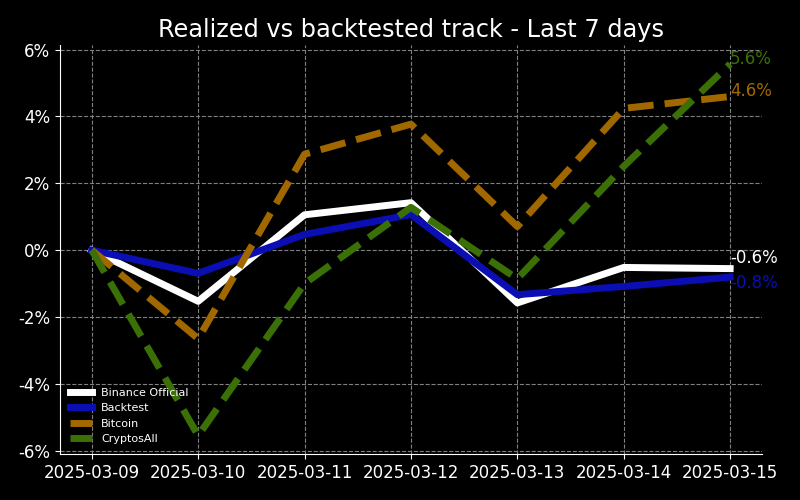 Realized vs backtested track - Last 7 days
6%
4%
2%
0%
-2%
-4%
-6%
5.6%
4.6%
-0.6%
-0.8%
Binance Official
Backtest
Bitcoin
CryptosAll
2025-03-09 2025-03-10 2025-03-11 2025-03-12 2025-03-13 2025-03-14 2025-03-15